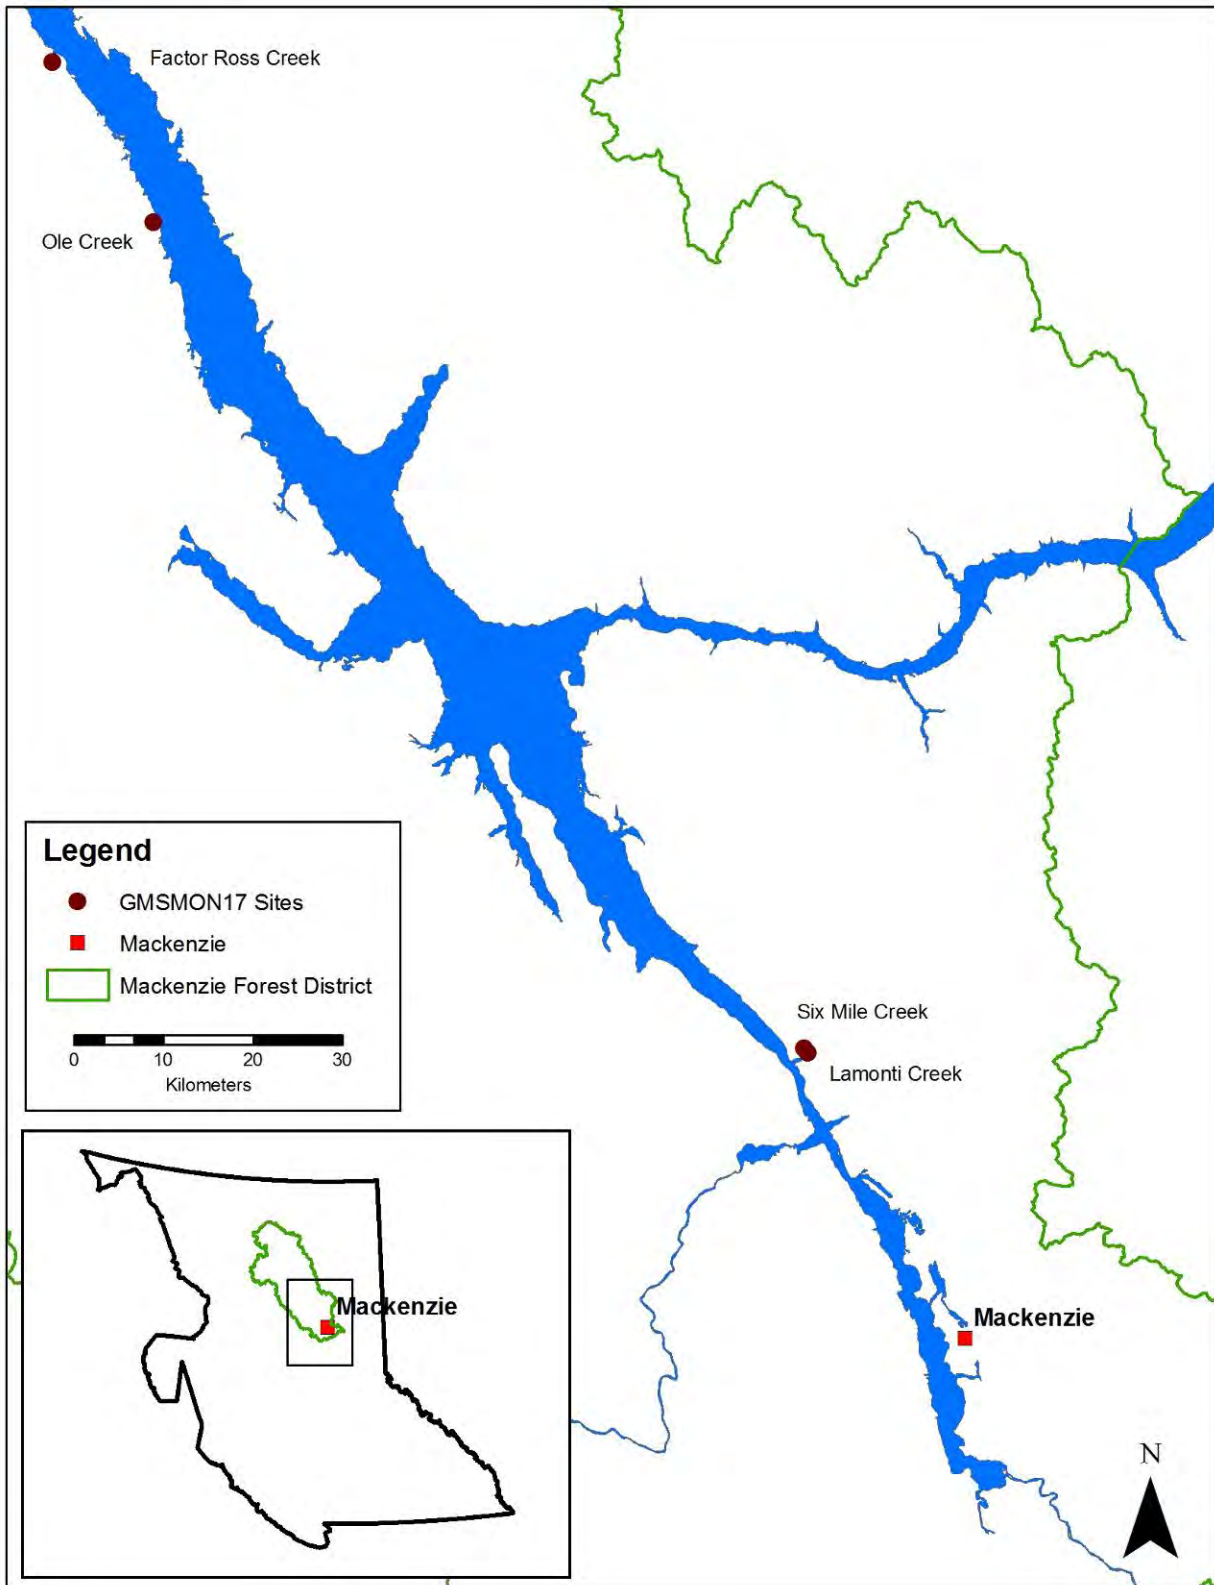 Factor Ross Creek
Ole Creek
Legend
GMSMON17 Sites
Mackenzie
Mackenzie Forest District
0 10 20 30
Kilometers
Six Mile Creek
Lamonti Creek
Mackenzie
Mackenzie
N